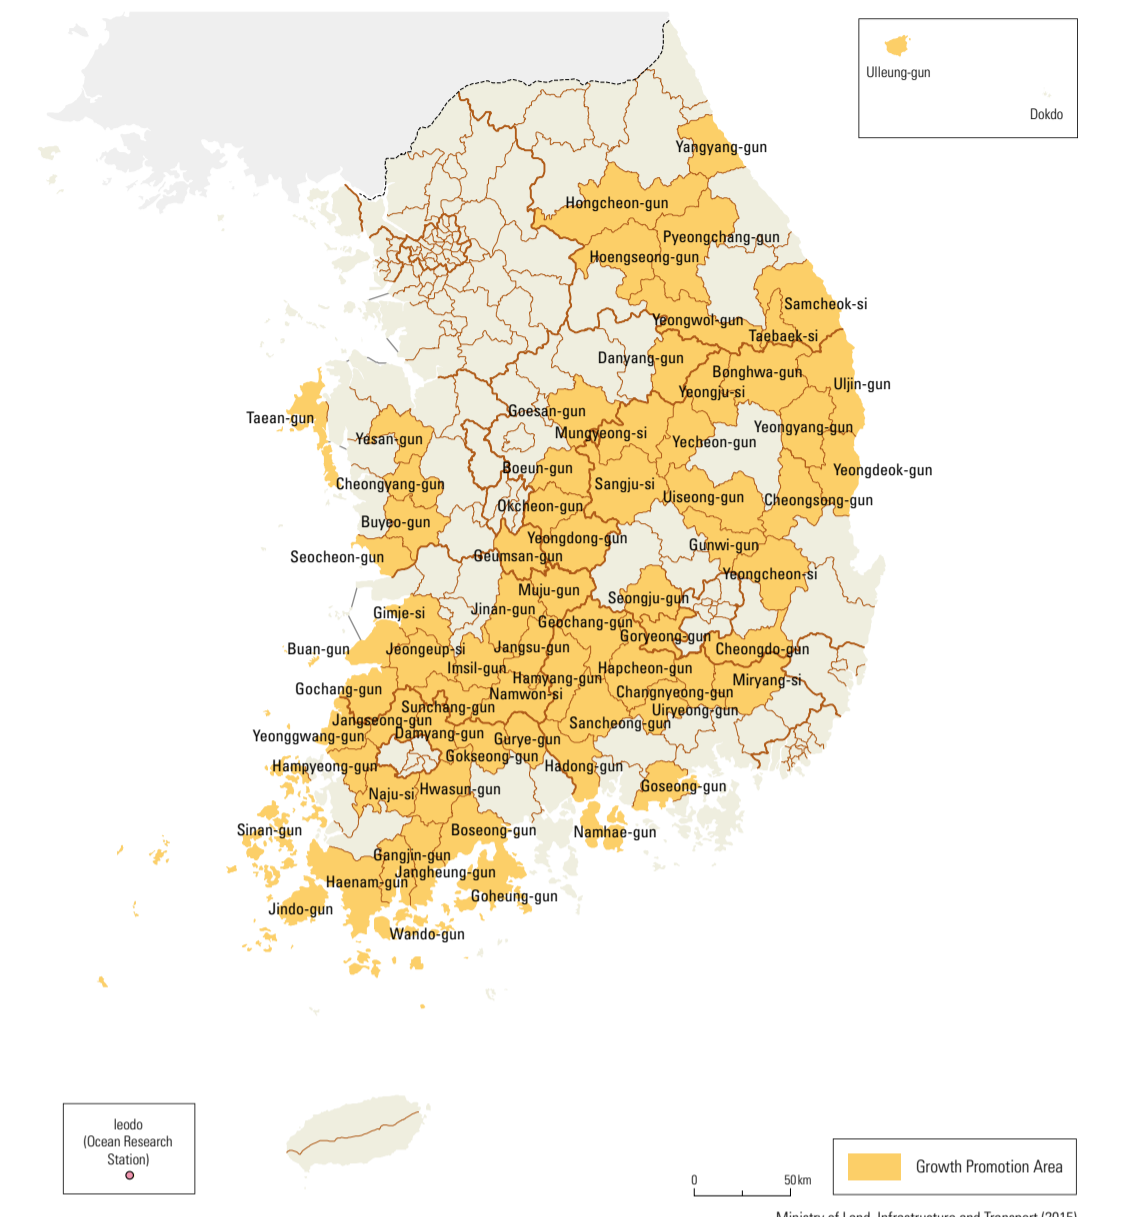 Ulleung-gun
Dokdo
Yangyang-gun
Hongcheon-gun
Pyeongchang-gun
Hoengseong-gun
Samcheok-si
Yeongwol-gun
Taebaek-si
Danyang-gun
Bonghwa-gun
Uljin-gun
Yeongju-si
Goesan-gun
Taean-gun
Yeongyang-gun
Mungyeong-si
Yesan-gun
Yecheon-gun
Boeun-gun
Yeongdeok-gun
Cheongyang-gun
Sangju-si
Uiseong-gun
Cheongsong-gun
Okcheon-gun
Buyeo-gun
Yeongdong-gun
Gunwi-gun
Seocheon-gun
Geumsan-gun
Yeongcheon-si
Muju-gun
Seongju-gun
Jinan-gun
Gimje-si
Geochang-gun
Goryeong-gun
Buan-gun
Jeongeup-si
Jangsu-gun
Cheongdo-gun
Imsil-gun
Hapcheon-gun
Hamyang-gun
Miryang-si
Gochang-gun
Namwon-si
Changnyeong-gun
Sunchang-gun
Uiryeong-gun
Jangseong-gun
Sancheong-gun
Yeonggwang-gun
Damyang-gun
Gurye-gun
Gokseong-gun
Hampyeong-gun
Hadong-gun
Goseong-gun
Naju-si
Hwasun-gun
Sinan-gun
Boseong-gun
Namhae-gun
Gangjin-gun
Jangheung-gun
Haenam-gun
Goheung-gun
Jindo-gun
Wando-gun
Ieodo
(Ocean Research
Station)
0
50km
Growth Promotion Area
Ministry of Land, Infrastructure and Transport (2015)